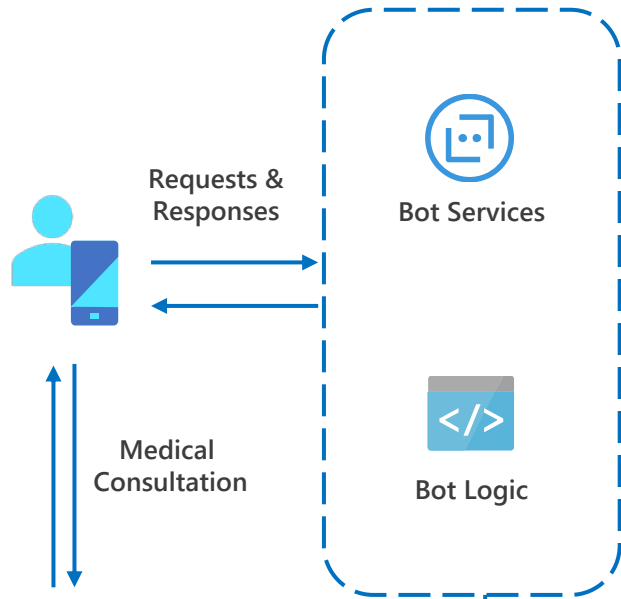 Requests &
Responses
Bot Services
Medical
Consultation
</>
Bot Logic